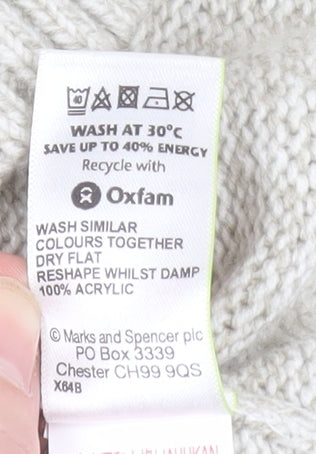 40
WASH AT 30°C
SAVE UP TO 40% ENERGY
Recycle with
Oxfam
WASH SIMILAR
COLOURS TOGETHER
DRY FLAT
RESHAPE WHILST DAMP
100% ACRYLIC
© Marks and Spencer plc
PO Box 3339
Chester CH99 9QS
X64B